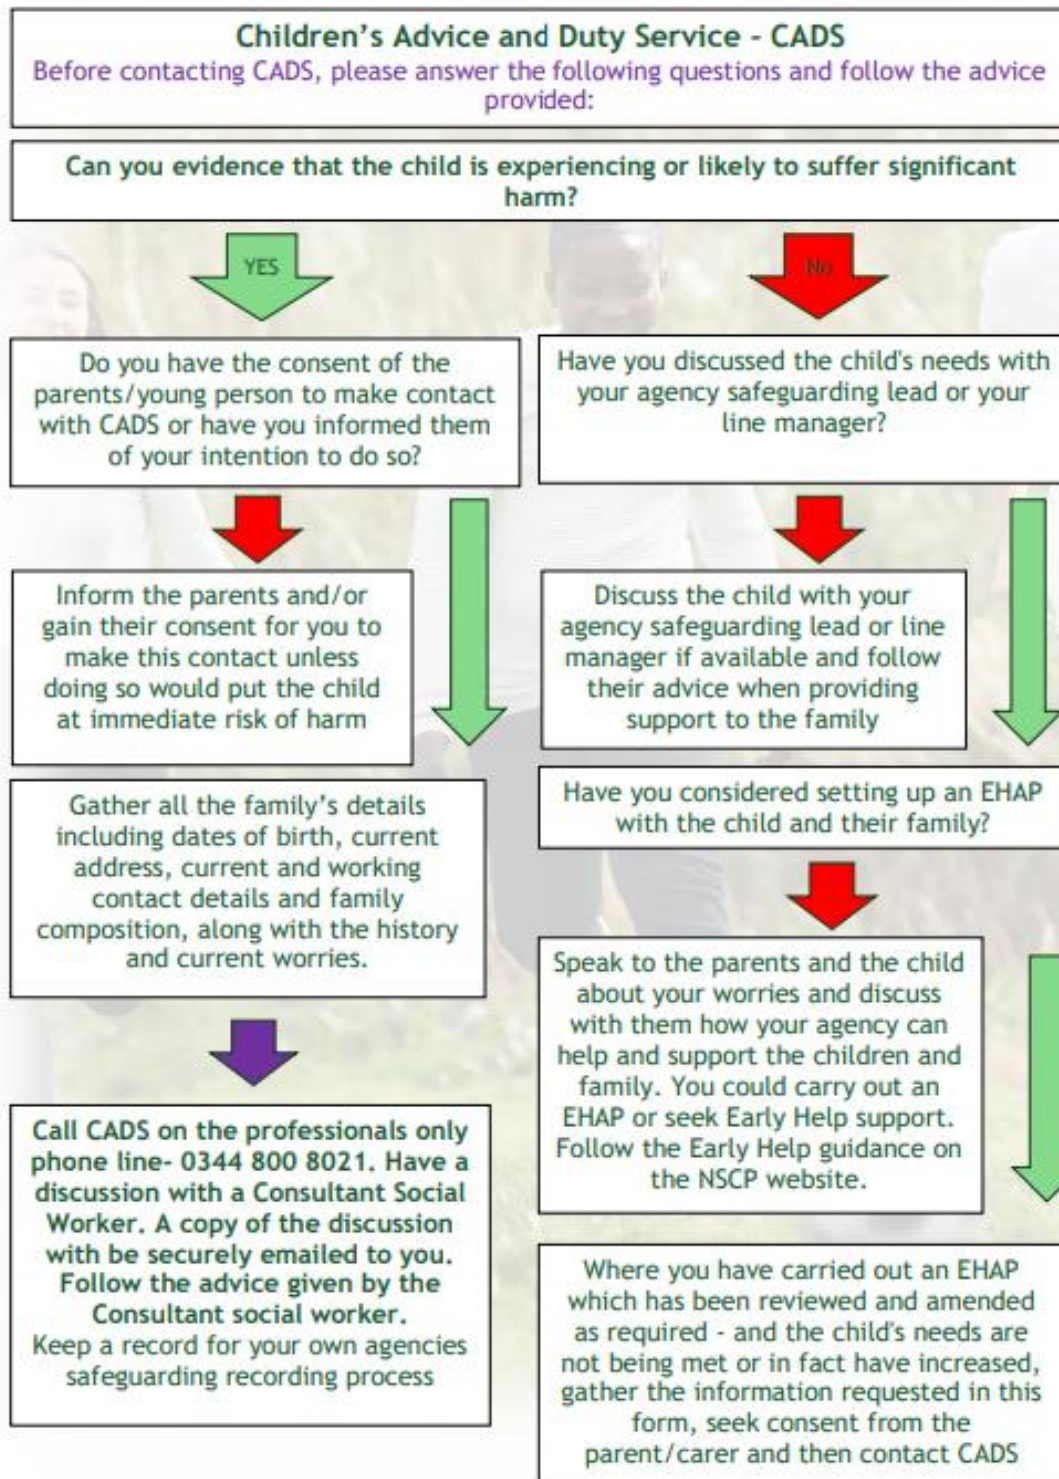 Children's Advice and Duty Service - CADS
Before contacting CADS, please answer the following questions and follow the advice
provided:
Can you evidence that the child is experiencing or likely to suffer significant
harm?
YES
No
Do you have the consent of the
parents/young person to make contact
with CADS or have you informed them
of your intention to do so?
Have you discussed the child's needs with
your agency safeguarding lead or your
line manager?
Inform the parents and/or
gain their consent for you to
make this contact unless
doing so would put the child
at immediate risk of harm
Discuss the child with your
agency safeguarding lead or line
manager if available and follow
their advice when providing
support to the family
Gather all the family's details
including dates of birth, current
address, current and working
contact details and family
composition, along with the history
and current worries.
Have you considered setting up an EHAP
with the child and their family?
Speak to the parents and the child
about your worries and discuss
with them how your agency can
help and support the children and
family. You could carry out an
EHAP or seek Early Help support.
Follow the Early Help guidance on
the NSCP website.
Call CADS on the professionals only
phone line- 0344 800 8021. Have a
discussion with a Consultant Social
Worker. A copy of the discussion
with be securely emailed to you.
Follow the advice given by the
Consultant social worker.
Keep a record for your own agencies
safeguarding recording process
Where you have carried out an EHAP
which has been reviewed and amended
as required - and the child's needs are
not being met or in fact have increased,
gather the information requested in this
form, seek consent from the
parent/carer and then contact CADS